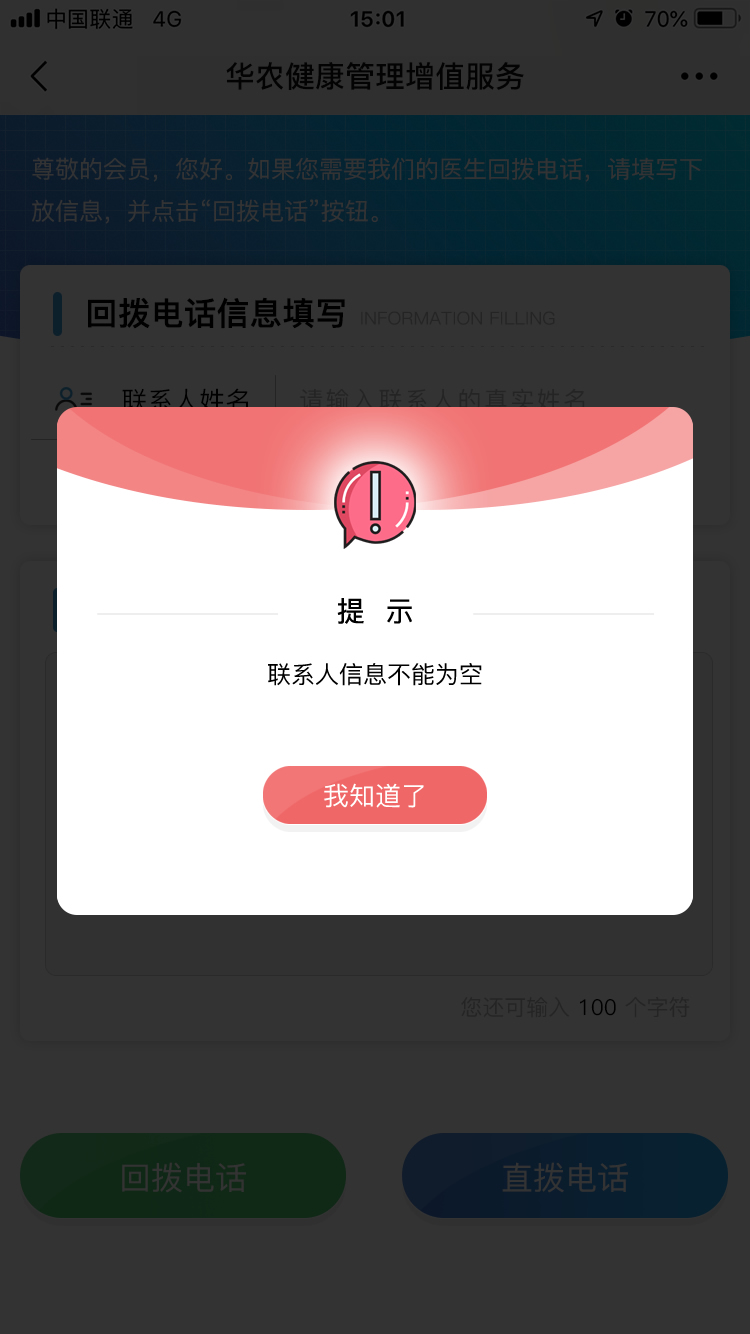 中国联通 4G 15:01 70%
华农健康管理增值服务
尊敬的会员，您好。如果您需要我们的医生回拨电话，请填写下
放信息，并点击“回拨电话”按钮。
回拨电话信息填写 INFORMATION FILLING
联系人姓名 请输入联系人的真实姓名
提 示
联系人信息不能为空
我知道了
您还可输入 100 个字符
回拨电话 直拨电话